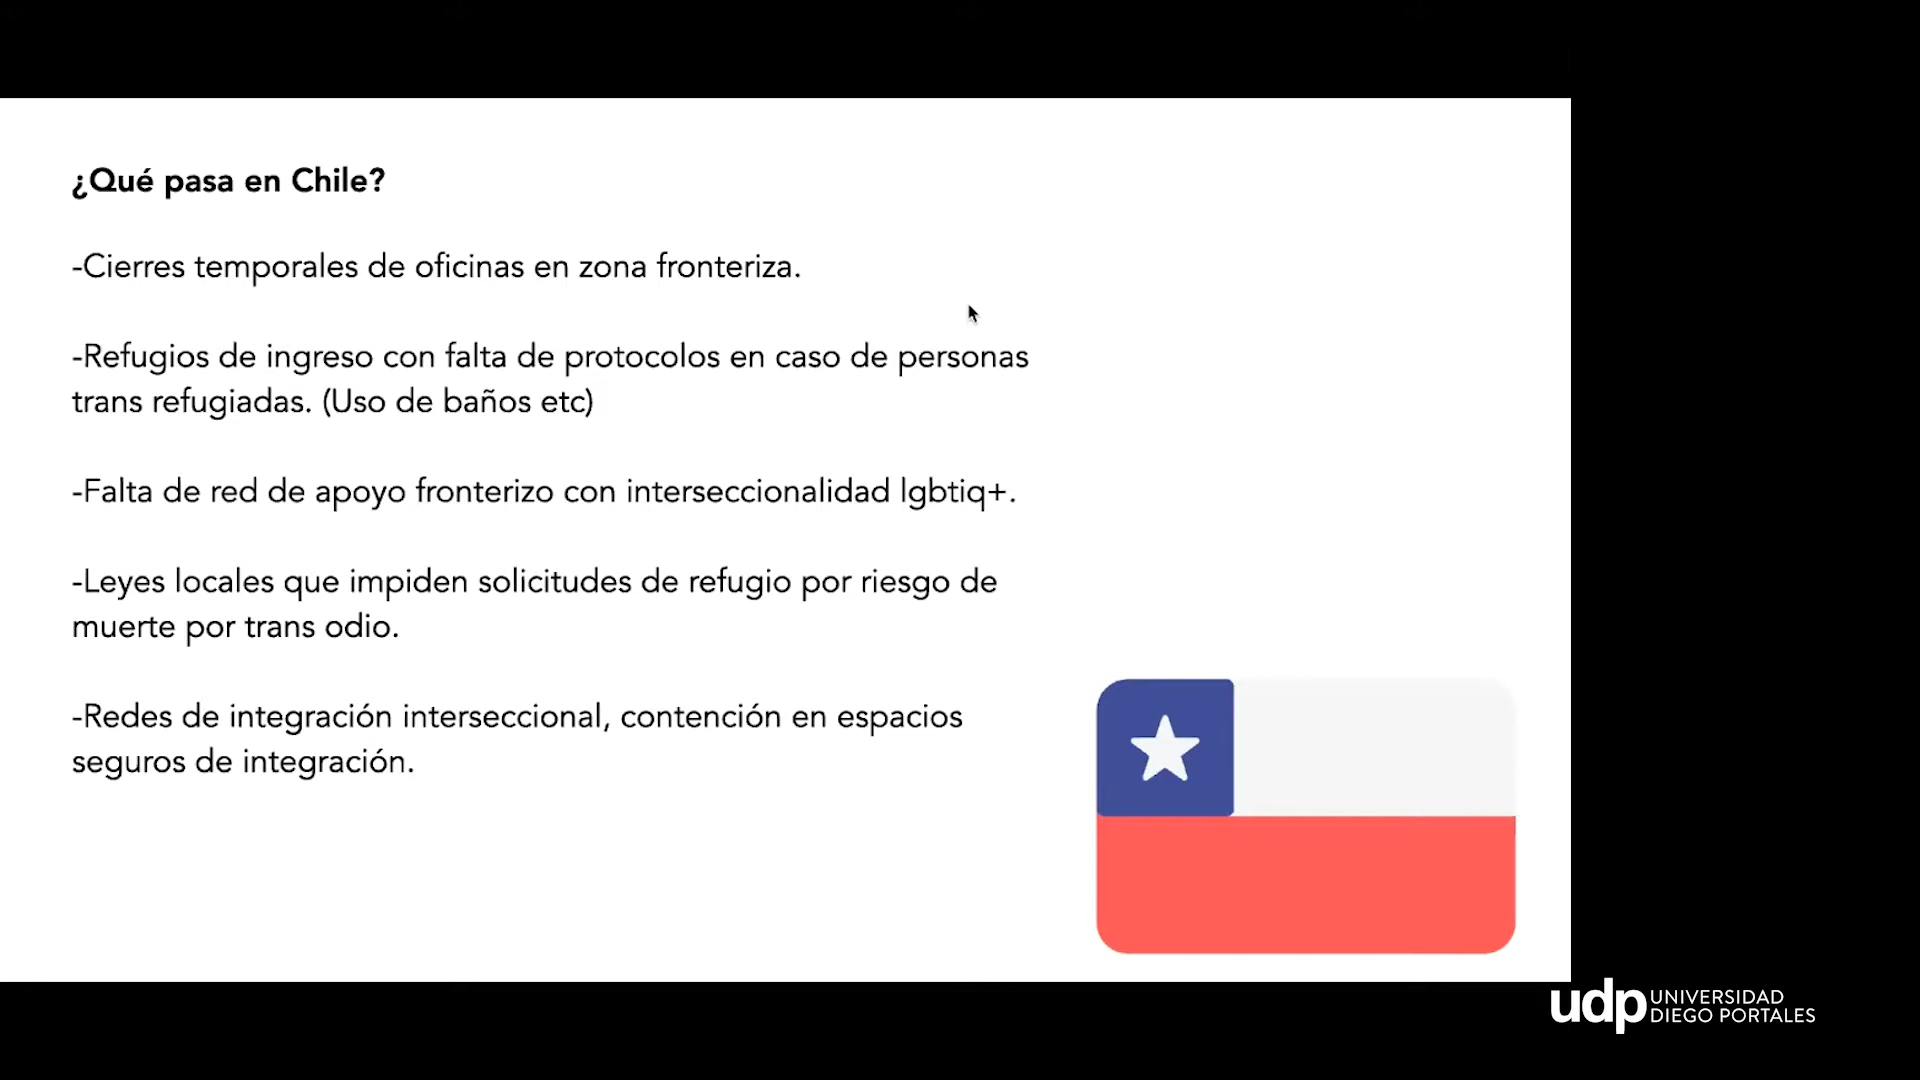 ¿Qué pasa en Chile?
-Cierres temporales de oficinas en zona fronteriza.
-Refugios de ingreso con falta de protocolos en caso de personas
trans refugiadas. (Uso de baños etc)
-Falta de red de apoyo fronterizo con interseccionalidad lgbtiq+.
-Leyes locales que impiden solicitudes de refugio por riesgo de
muerte por trans odio.
-Redes de integración interseccional, contención en espacios
seguros de integración.
udp UNIVERSIDAD
DIEGO PORTALES